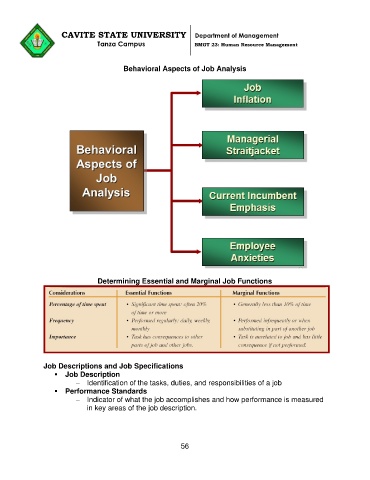 CAVITE STATE UNIVERSITY
Tanza Campus
Department of Management
BMGT 23: Human Resource Management
Behavioral Aspects of Job Analysis
Behavioral
Aspects of
Job
Analysis
Job
Inflation
Managerial
Straitjacket
Current Incumbent
Emphasis
Employee
Anxieties
Determining Essential and Marginal Job Functions
Considerations Essential Functions Marginal Functions
Percentage of time spent • Significant time spent: often 20% • Generally less than 10% of time
of time or more
Frequency • Performed regularly: daily, weekly, • Performed infrequently or when
monthly substituting in part of another job
Importance • Task has consequences to other • Task is unrelated to job and has little
parts of job and other jobs. consequence if not performed.
Job Descriptions and Job Specifications
▪ Job Description
– Identification of the tasks, duties, and responsibilities of a job
▪ Performance Standards
– Indicator of what the job accomplishes and how performance is measured
in key areas of the job description.
56